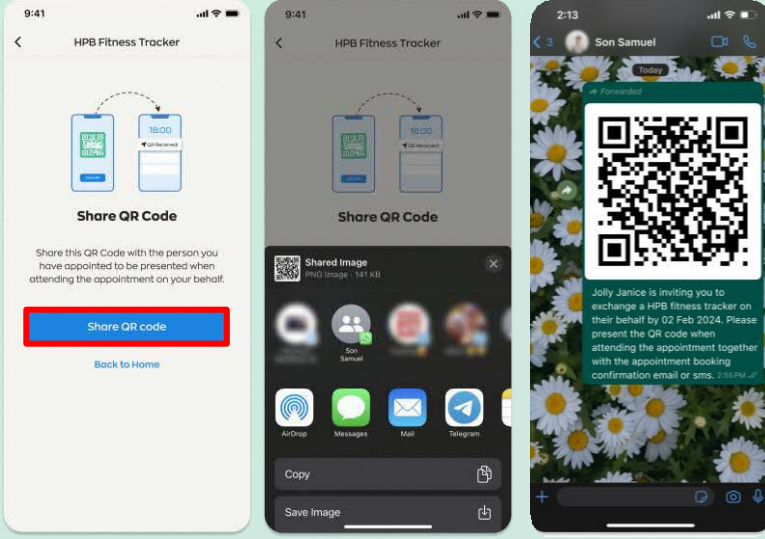 9:41
HPB Fitness Tracker
18:00
QR Received!
Share QR Code
Share this QR Code with the person you
have appointed to be presented when
attending the appointment on your behalf.
Share QR code
Back to Home
9:41
HPB Fitness Tracker
18:00
QR Received!
Share QR Code
Shared Image
PNG Image · 141 KB
Son
Samuel
AirDrop
Messages
Mail
Telegram
Copy
Save Image
2:13
3
Son Samuel
Today
Forwarded
Jolly Janice is inviting you to
exchange a HPB fitness tracker on
their behalf by 02 Feb 2024. Please
present the QR code when
attending the appointment together
with the appointment booking
confirmation email or sms. 2:55 PM